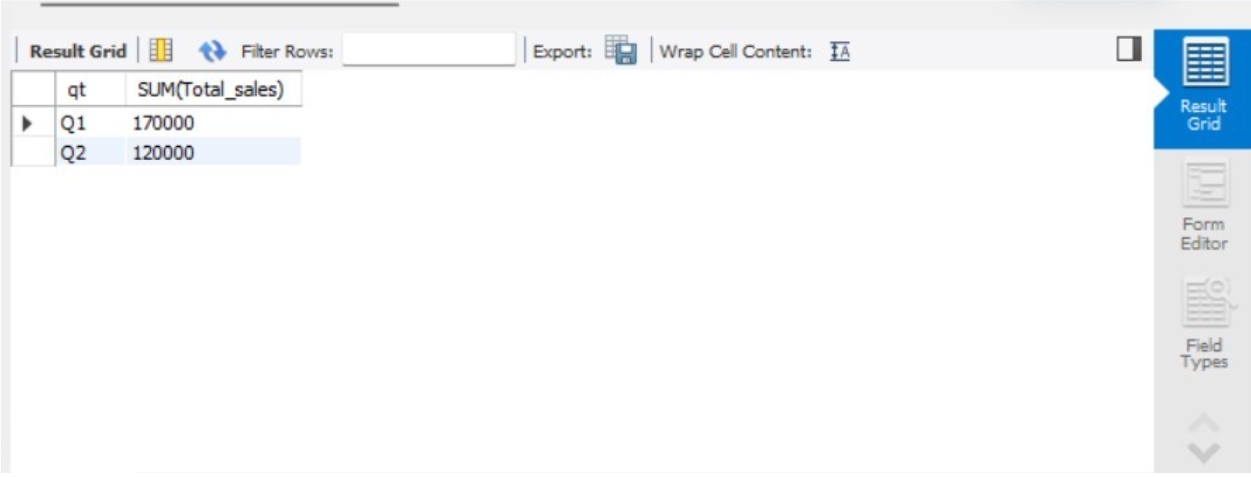 Result Grid Filter Rows: Export: Wrap Cell Content: IA
qt SUM(Total_sales)
Q1 170000
Q2 120000
Result
Grid
Form
Editor
Field
Types